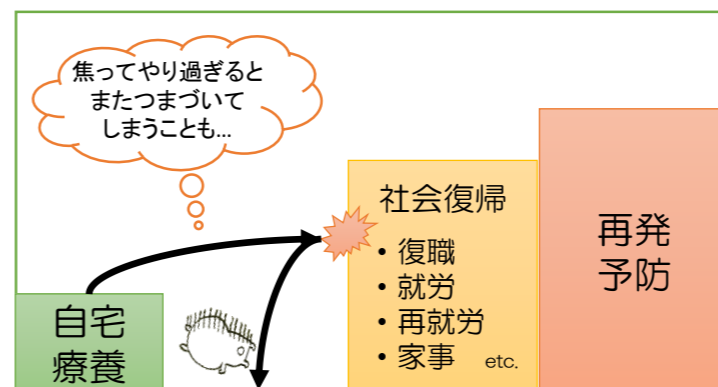 焦ってやり過ぎると
またつまづいて
しまうことも...
社会復帰
・復職
・就労
・再就労
・家事 etc.
再発
予防
自宅
療養